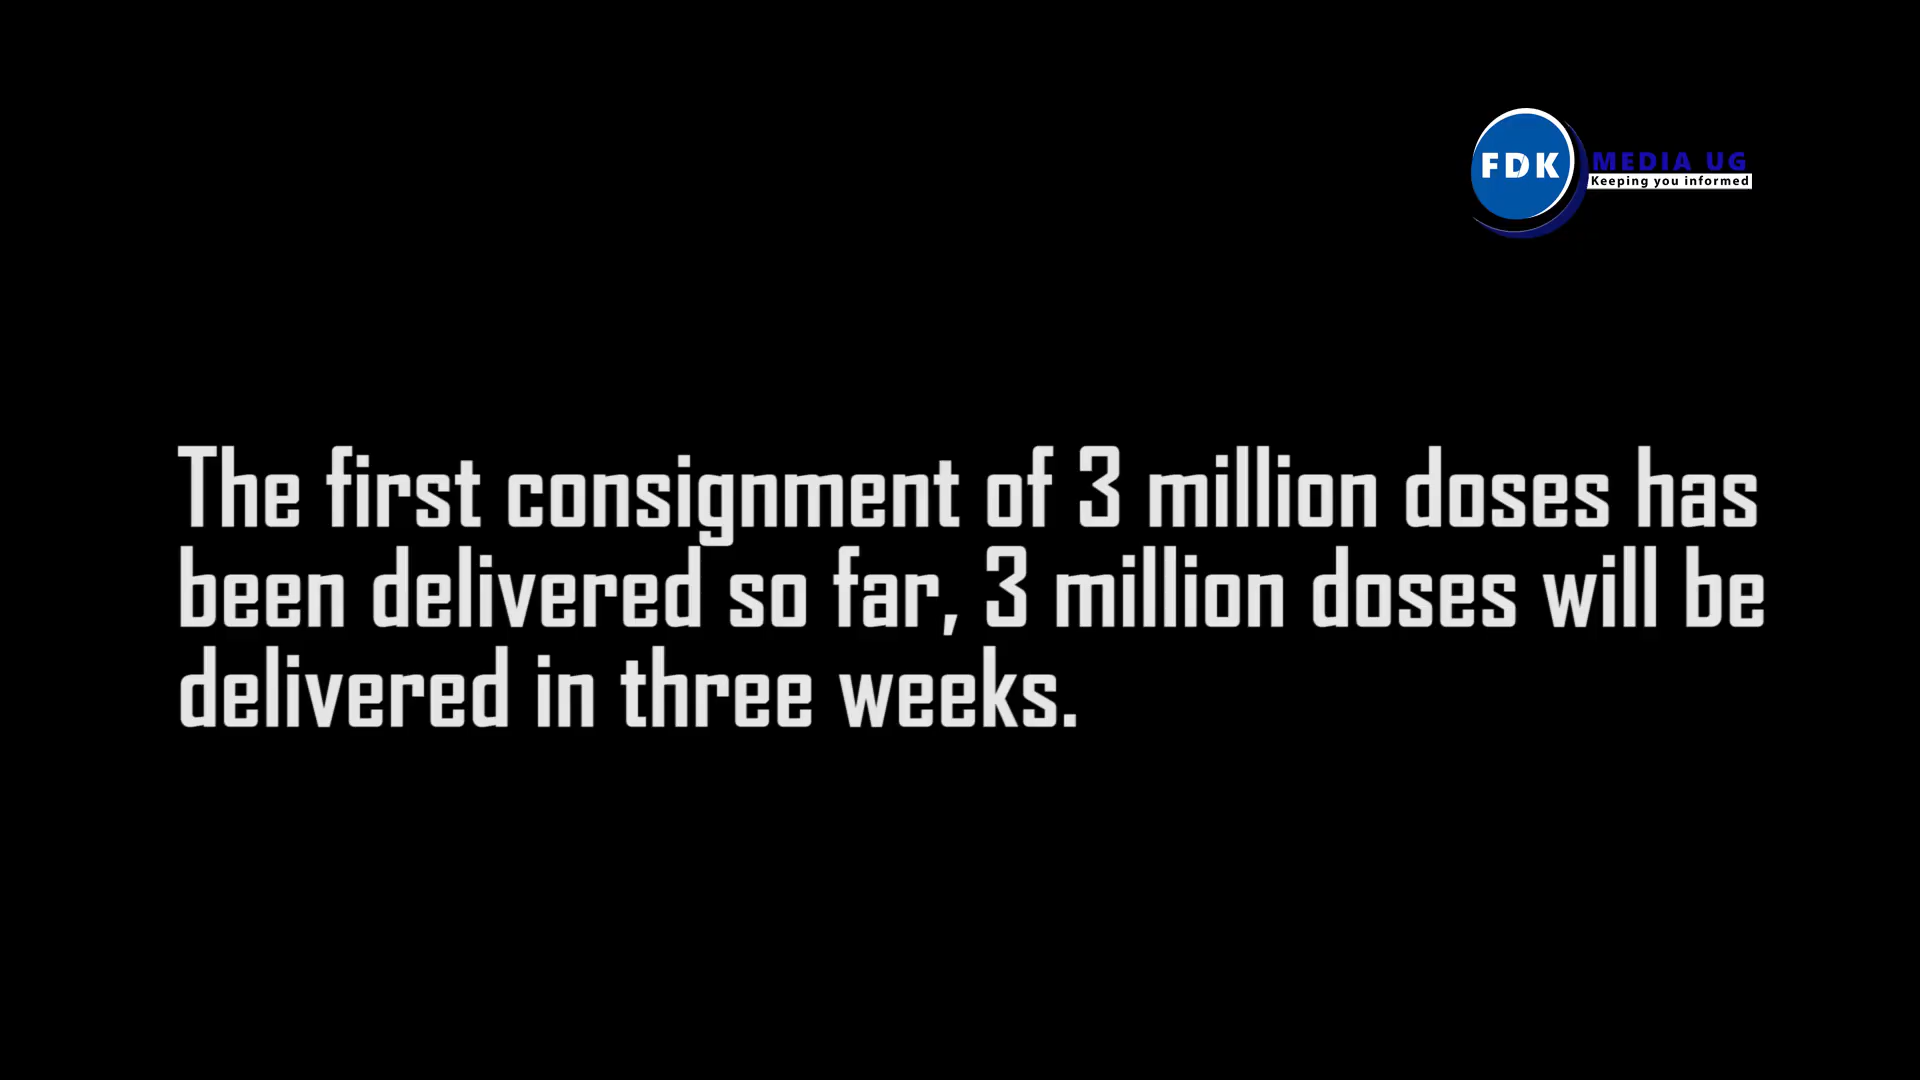 FDK
MEDIA UG
Keeping you informed
The first consignment of 3 million doses has
been delivered so far, 3 million doses will be
delivered in three weeks.